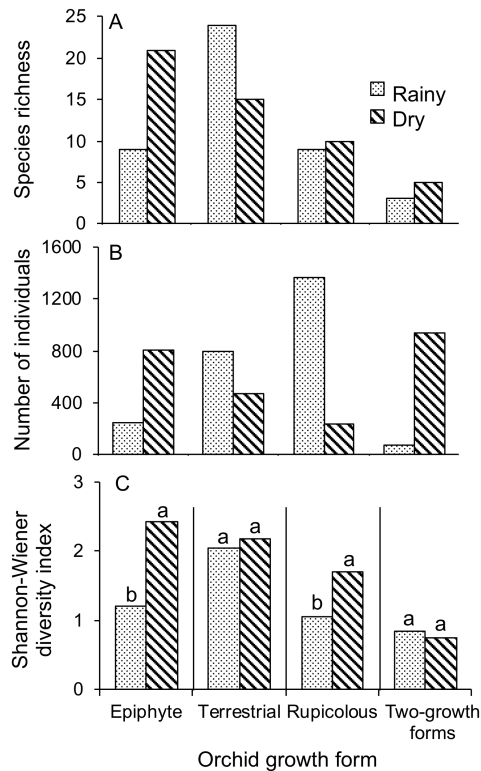 A
25
20
15
10
5
0
Species richness
Rainy
Dry
B
1600
1200
800
400
0
Number of individuals
C
3
2
1
0
Shannon-Wiener
diversity index
b a a a b a a a
Epiphyte Terrestrial Rupicolous Two-growth
forms
Orchid growth form